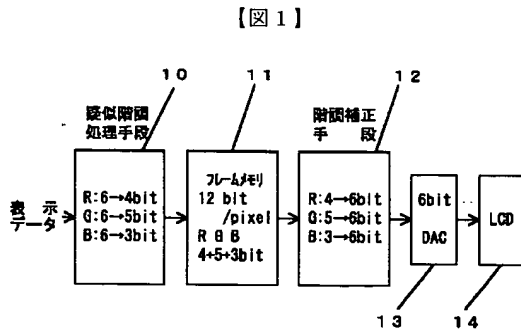 【図1】
10
11
12
疑似階調
処理手段
階調補正
手 段
表 示
データ
R:6→4bit
G:6→5bit
B:6→3bit
フレームメモリ
12 bit
/pixel
R G B
4+5+3bit
R:4→6bit
G:5→6bit
B:3→6bit
6bit
DAC
LCD
13
14